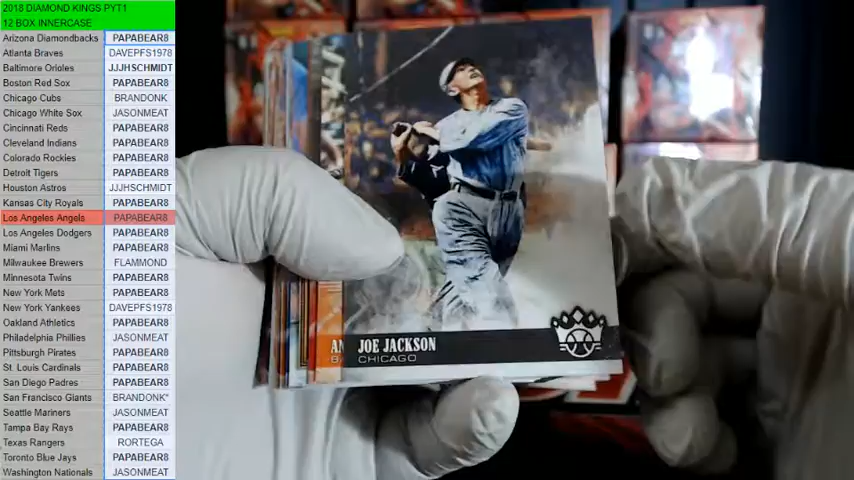 2018 DIAMOND KINGS PYT1
12 BOX INNERCASE
Arizona Diamondbacks PAPABEAR8
Atlanta Braves DAVEPFS1978
Baltimore Orioles JJJHSCHMIDT
Boston Red Sox PAPABEAR8
Chicago Cubs BRANDONK
Chicago White Sox JASONMEAT
Cincinnati Reds PAPABEAR8
Cleveland Indians PAPABEAR8
Colorado Rockies PAPABEAR8
Detroit Tigers PAPABEAR8
Houston Astros JJJHSCHMIDT
Kansas City Royals PAPABEAR8
Los Angeles Angels PAPABEAR8
Los Angeles Dodgers PAPABEAR8
Miami Marlins PAPABEAR8
Milwaukee Brewers FLAMMOND
Minnesota Twins PAPABEAR8
New York Mets PAPABEAR8
New York Yankees DAVEPFS1978
Oakland Athletics PAPABEAR8
Philadelphia Phillies JASONMEAT
Pittsburgh Pirates PAPABEAR8
St. Louis Cardinals PAPABEAR8
San Diego Padres PAPABEAR8
San Francisco Giants BRANDONK*
Seattle Mariners JASONMEAT
Tampa Bay Rays PAPABEAR8
Texas Rangers RORTEGA
Toronto Blue Jays PAPABEAR8
Washington Nationals JASONMEAT
AN
B
JOE JACKSON
CHICAGO